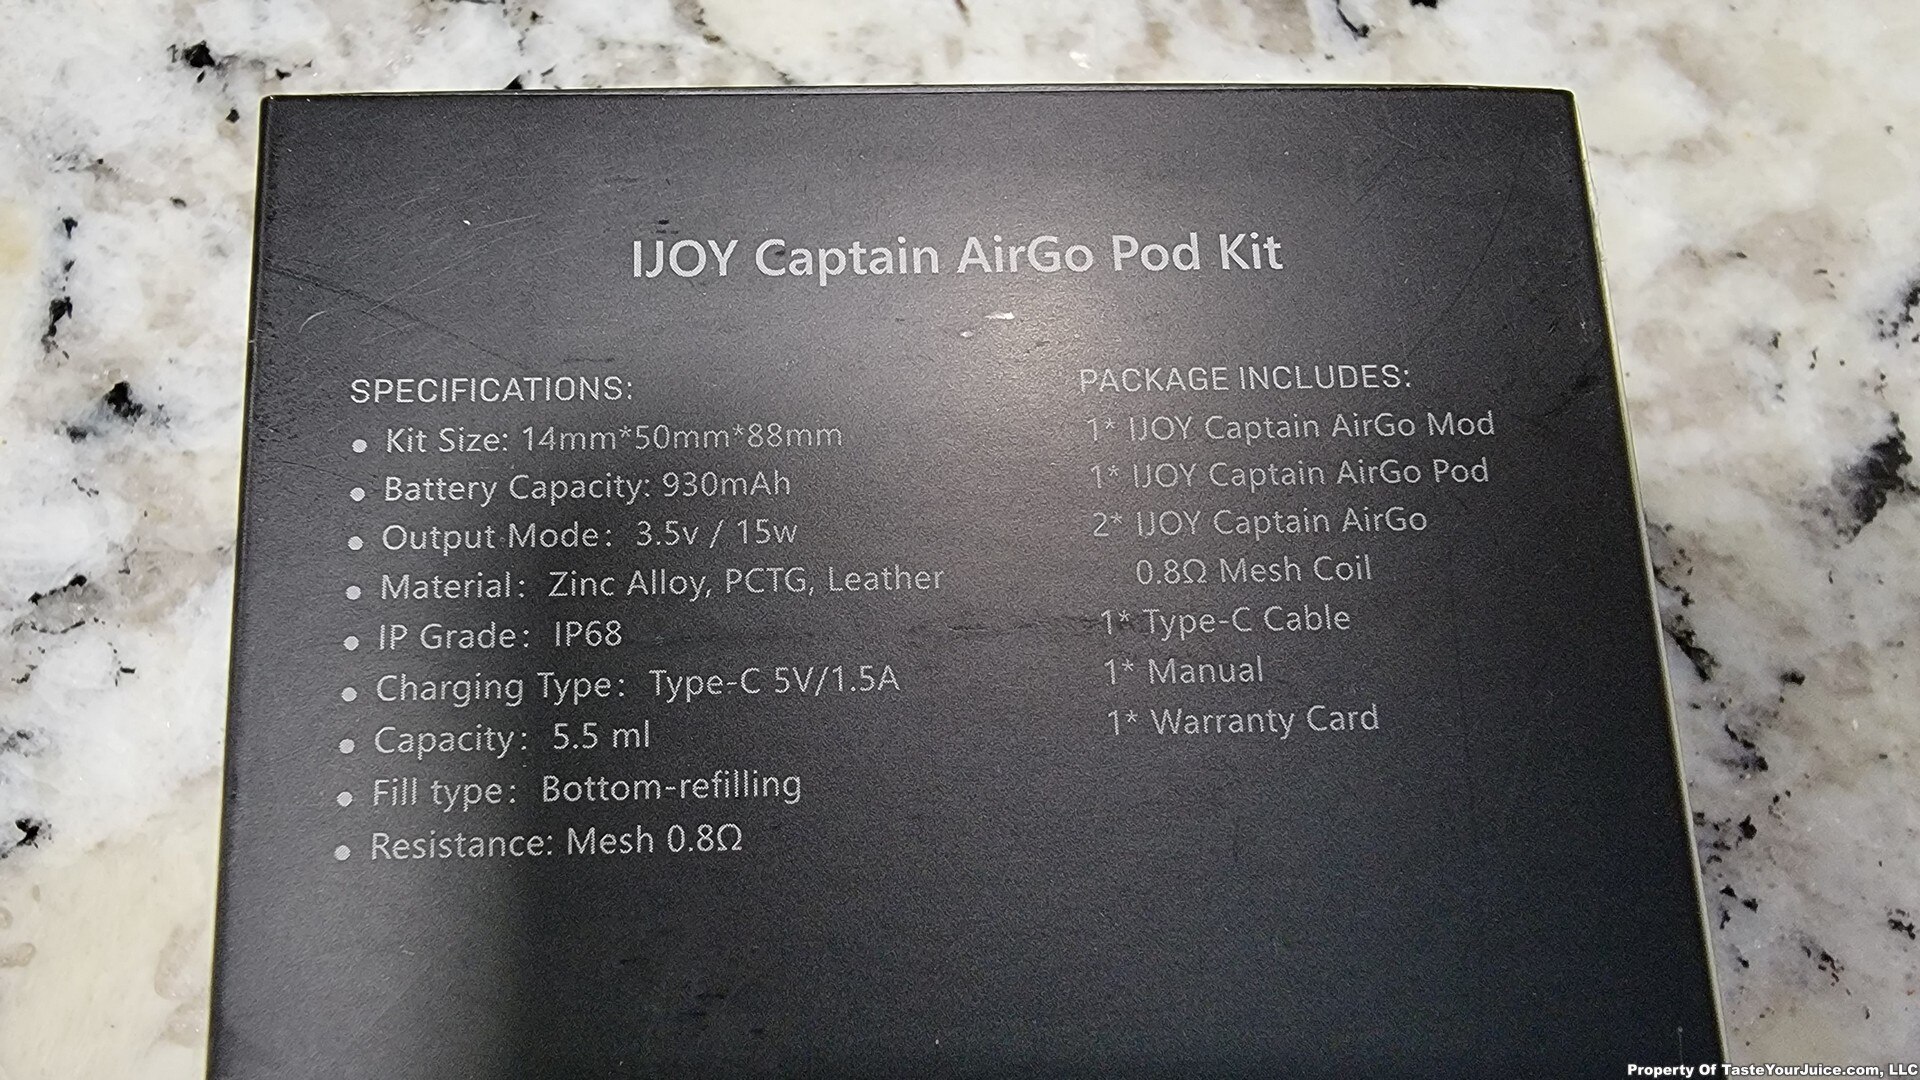 IJOY Captain AirGo Pod Kit
SPECIFICATIONS:
• Kit Size: 14mm*50mm*88mm
• Battery Capacity: 930mAh
• Output Mode: 3.5v / 15w
• Material: Zinc Alloy, PCTG, Leather
• IP Grade: IP68
• Charging Type: Type-C 5V/1.5A
• Capacity: 5.5 ml
• Fill type: Bottom-refilling
• Resistance: Mesh 0.8Ω
PACKAGE INCLUDES:
1* IJOY Captain AirGo Mod
1* IJOY Captain AirGo Pod
2* IJOY Captain AirGo
0.8Ω Mesh Coil
1* Type-C Cable
1* Manual
1* Warranty Card
Property Of TasteYourJuice.com, LLC